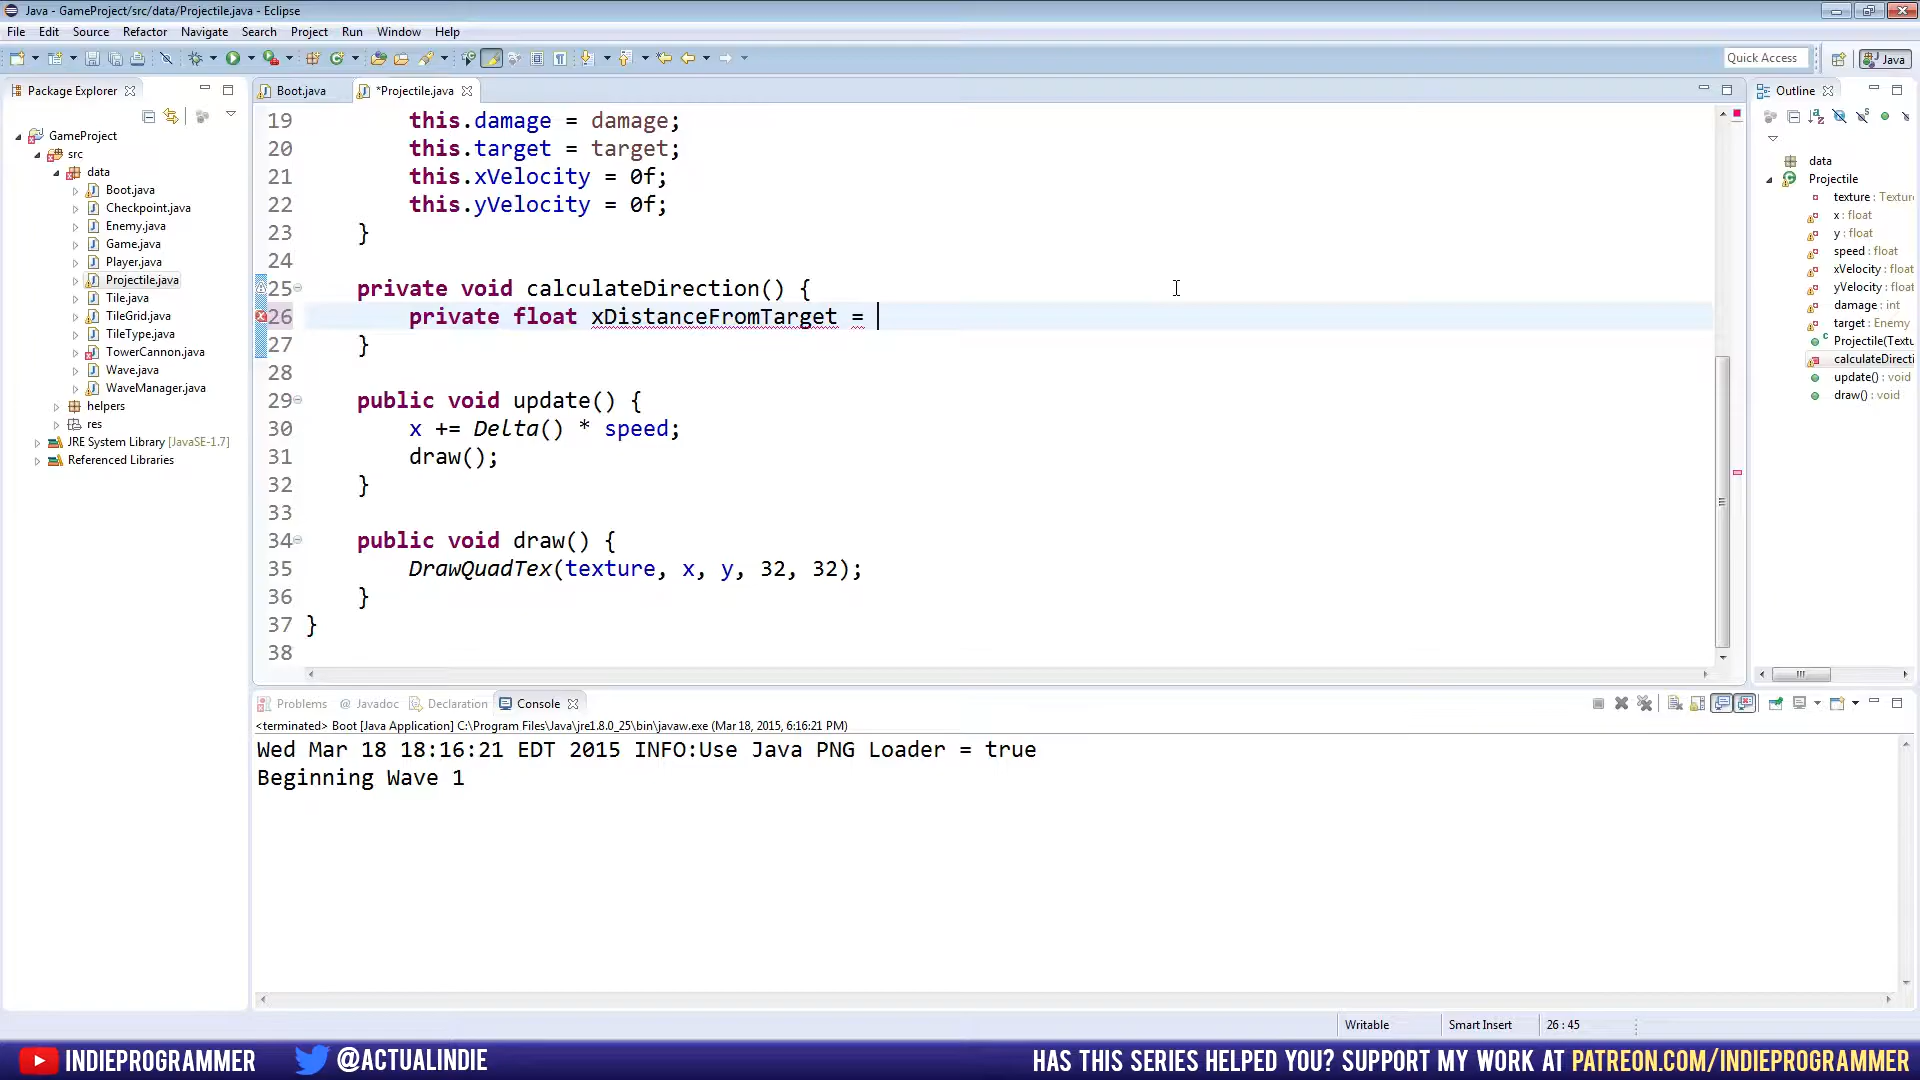 Java - GameProject/src/data/Projectile.java - Eclipse
File Edit Source Refactor Navigate Search Project Run Window Help
Quick Access
Java
Package Explorer
GameProject
src
data
Boot.java
Checkpoint.java
Enemy.java
Game.java
Player.java
Projectile.java
Tile.java
TileGrid.java
TileType.java
TowerCannon.java
Wave.java
WaveManager.java
helpers
res
JRE System Library [JavaSE-1.7]
Referenced Libraries
Boot.java
*Projectile.java
19 this.damage = damage;
20 this.target = target;
21 this.xVelocity = 0f;
22 this.yVelocity = 0f;
23 }
24
25 private void calculateDirection() {
26 private float xDistanceFromTarget =
27 }
28
29 public void update() {
30 x += Delta() * speed;
31 draw();
32 }
33
34 public void draw() {
35 DrawQuadTex(texture, x, y, 32, 32);
36 }
37 }
38
Outline
data
Projectile
texture : Textur
x : float
y : float
speed : float
xVelocity : float
yVelocity : float
damage : int
target : Enemy
Projectile(Textu
calculateDirecti
update() : void
draw() : void
Problems @ Javadoc Declaration Console
<terminated> Boot [Java Application] C:\Program Files\Java\jre1.8.0_25\bin\javaw.exe (Mar 18, 2015, 6:16:21 PM)
Wed Mar 18 18:16:21 EDT 2015 INFO:Use Java PNG Loader = true
Beginning Wave 1
Writable Smart Insert 26 : 45
INDIEPROGRAMMER @ACTUALINDIE HAS THIS SERIES HELPED YOU? SUPPORT MY WORK AT PATREON.COM/INDIEPROGRAMMER